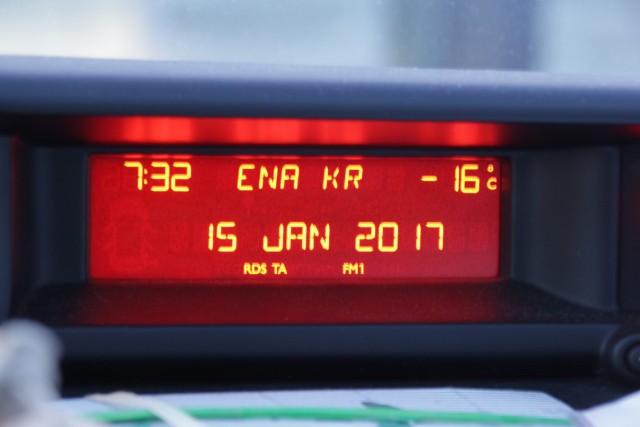 7:32 ENA KR -16°C
15 JAN 2017
RDS TA FM1